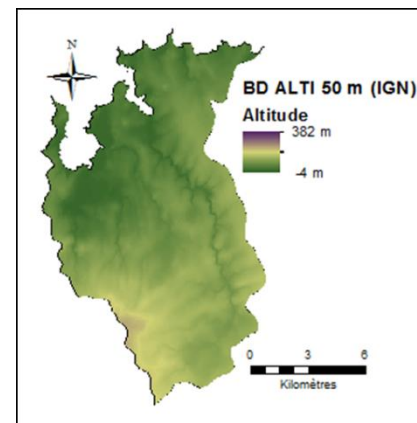 N
BD ALTI 50 m (IGN)
Altitude
382 m
-4 m
0 3 6
Kilomètres